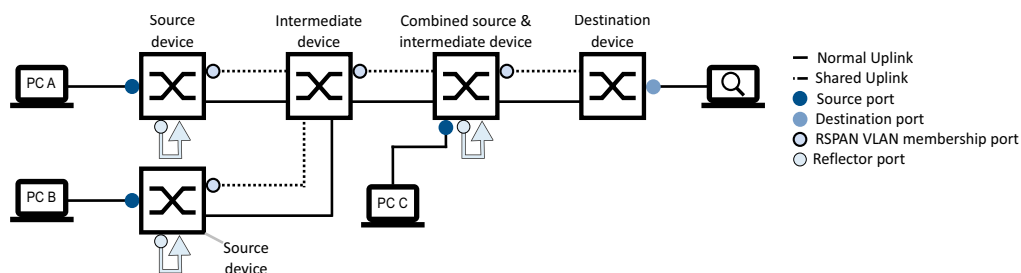 Source
device
Intermediate
device
Combined source &
intermediate device
Destination
device
PC A
Normal Uplink
Shared Uplink
Source port
Destination port
RSPAN VLAN membership port
Reflector port
PC B
PC C
Source
device